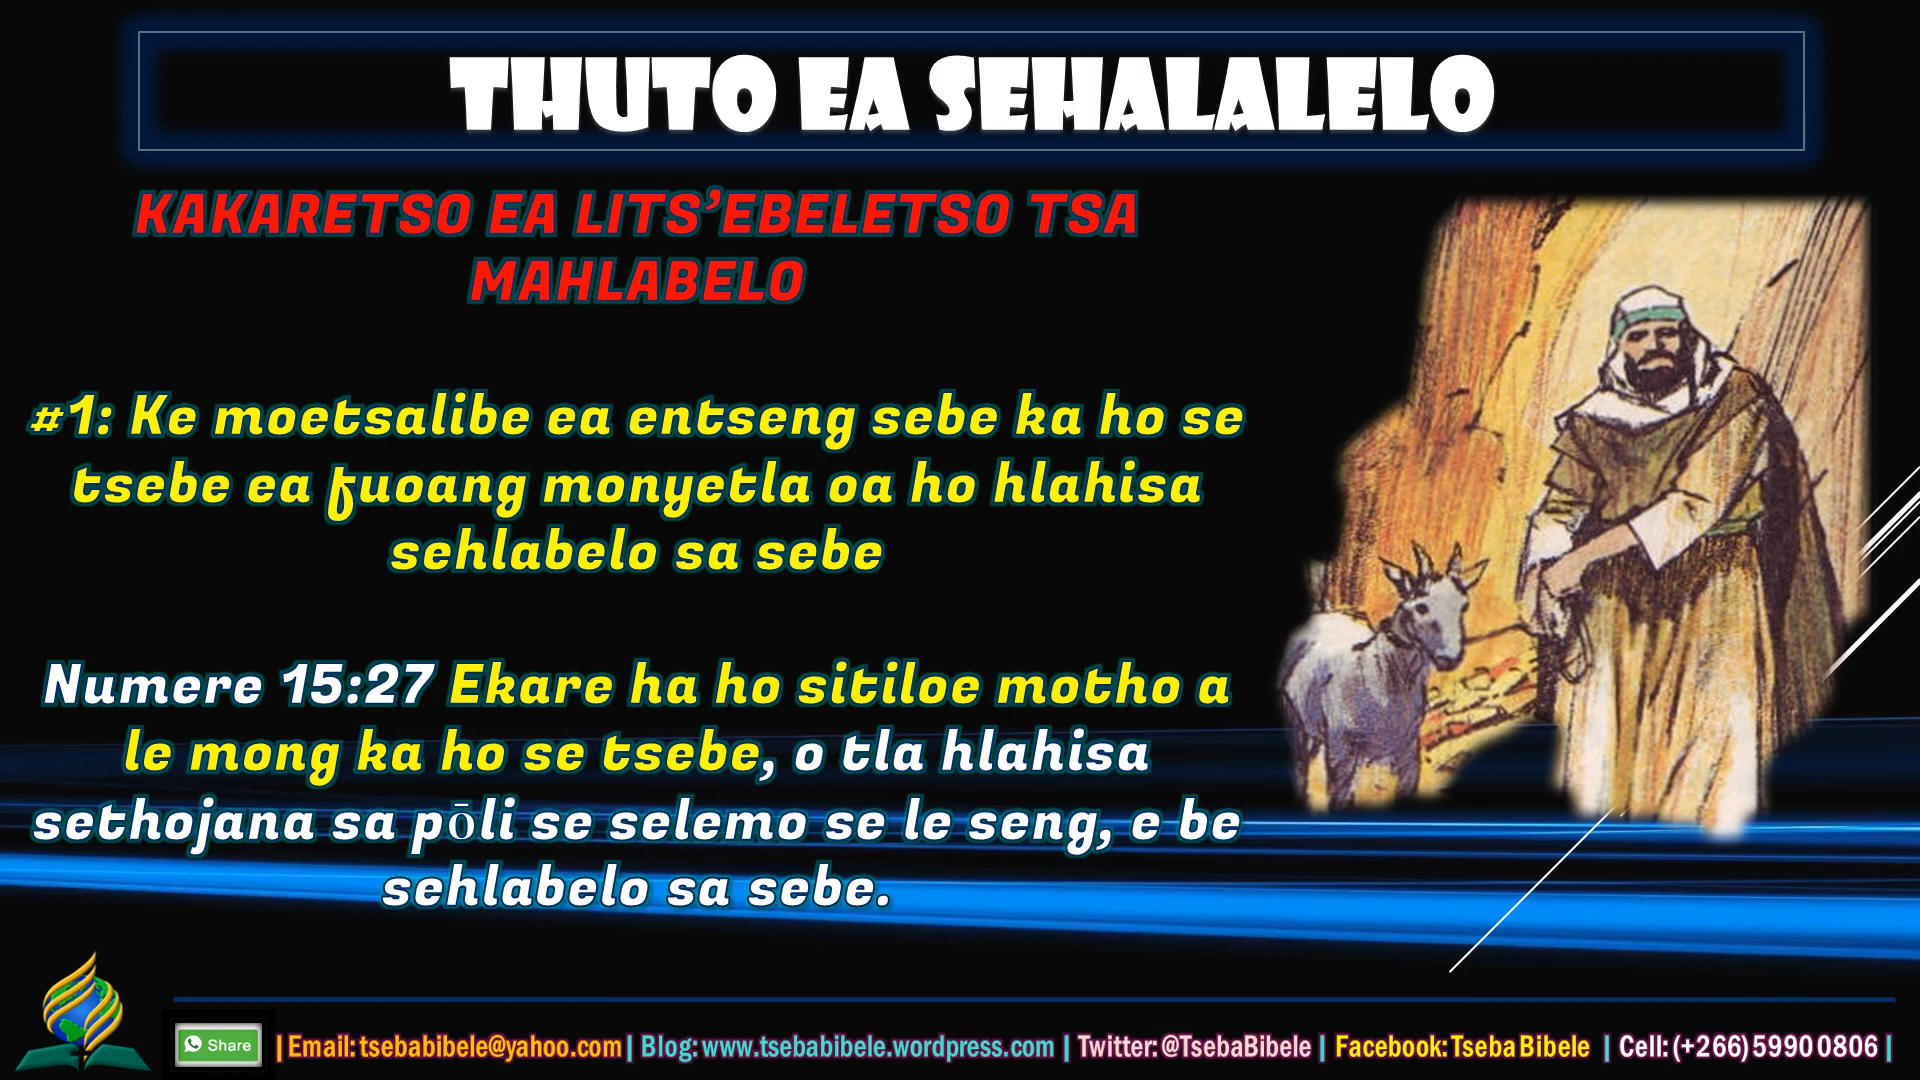 THUTO EA SEHALALELO
KAKARETSO EA LITS’EBELETSO TSA
MAHLABELO
#1: Ke moetsalibe ea entseng sebe ka ho se
tsebe ea fuoang monyetla oa ho hlahisa
sehlabelo sa sebe
Numere 15:27 Ekare ha ho sitiloe motho a
le mong ka ho se tsebe, o tla hlahisa
sethojana sa pōli se selemo se le seng, e be
sehlabelo sa sebe.
Share | Email: tsebabibele@yahoo.com | Blog: www.tsebabibele.wordpress.com | Twitter: @TsebaBibele | Facebook: Tseba Bibele | Cell: (+266) 5990 0806 |